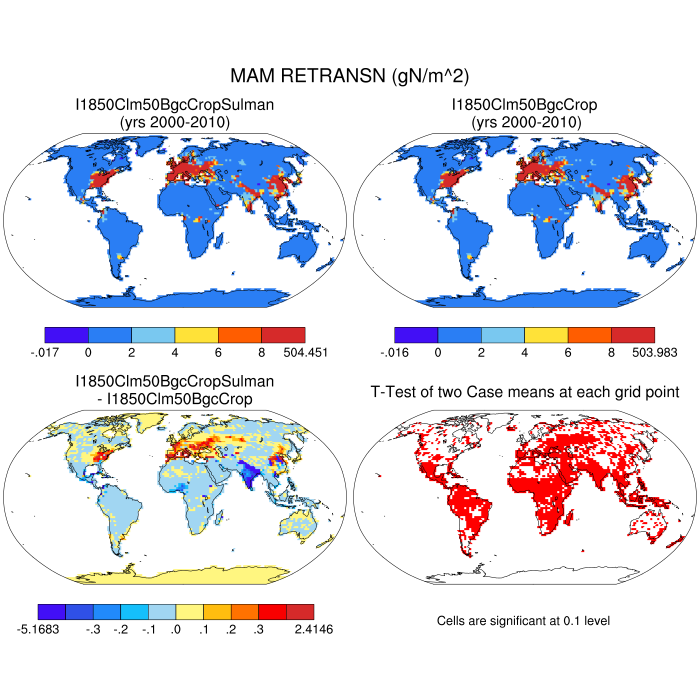 MAM RETRANSN (gN/m^2)
I1850Clm50BgcCropSulman
(yrs 2000-2010)
I1850Clm50BgcCrop
(yrs 2000-2010)
-.017 0 2 4 6 8 504.451
-.016 0 2 4 6 8 503.983
I1850Clm50BgcCropSulman
- I1850Clm50BgcCrop
T-Test of two Case means at each grid point
-5.1683 -.3 -.2 -.1 .0 .1 .2 .3 2.4146
Cells are significant at 0.1 level